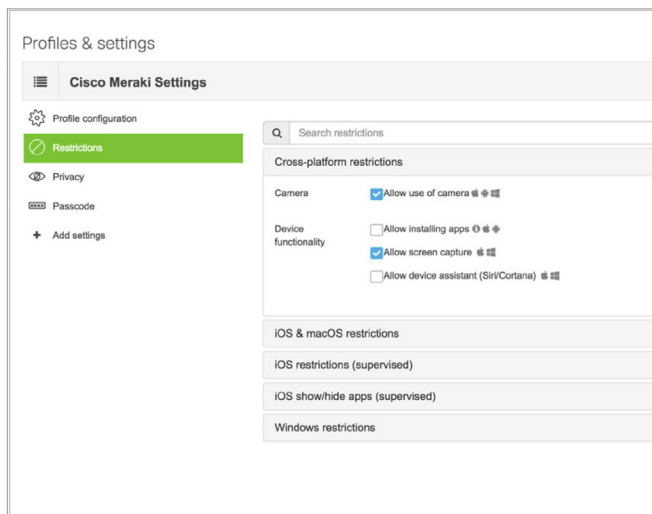 Profiles & settings
Cisco Meraki Settings
Profile configuration
Restrictions
Privacy
Passcode
Add settings
Search restrictions
Cross-platform restrictions
Camera
Allow use of camera
Device
functionality
Allow installing apps
Allow screen capture
Allow device assistant (Siri/Cortana)
iOS & macOS restrictions
iOS restrictions (supervised)
iOS show/hide apps (supervised)
Windows restrictions